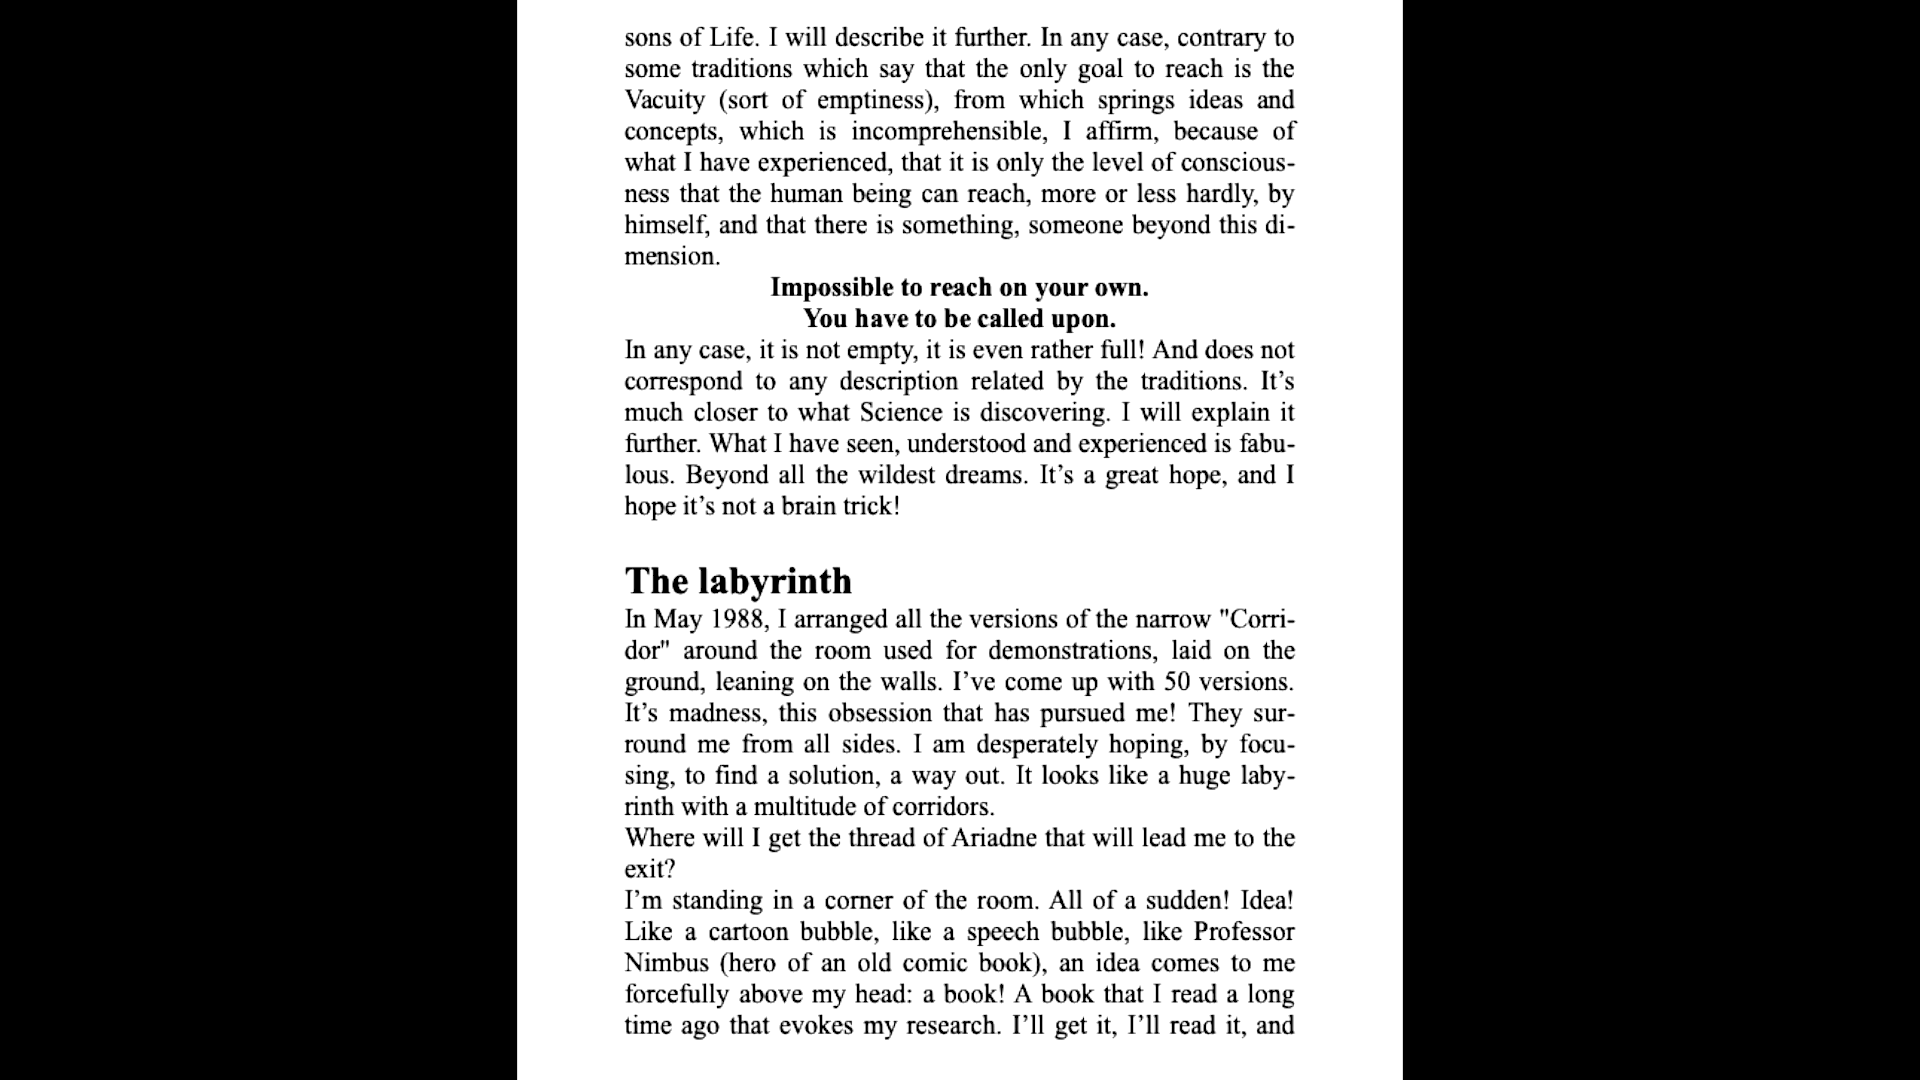 sons of Life. I will describe it further. In any case, contrary to
some traditions which say that the only goal to reach is the
Vacuity (sort of emptiness), from which springs ideas and
concepts, which is incomprehensible, I affirm, because of
what I have experienced, that it is only the level of conscious-
ness that the human being can reach, more or less hardly, by
himself, and that there is something, someone beyond this di-
mension.
Impossible to reach on your own.
You have to be called upon.
In any case, it is not empty, it is even rather full! And does not
correspond to any description related by the traditions. It’s
much closer to what Science is discovering. I will explain it
further. What I have seen, understood and experienced is fabu-
lous. Beyond all the wildest dreams. It’s a great hope, and I
hope it’s not a brain trick!
The labyrinth
In May 1988, I arranged all the versions of the narrow "Corri-
dor" around the room used for demonstrations, laid on the
ground, leaning on the walls. I’ve come up with 50 versions.
It’s madness, this obsession that has pursued me! They sur-
round me from all sides. I am desperately hoping, by focu-
sing, to find a solution, a way out. It looks like a huge laby-
rinth with a multitude of corridors.
Where will I get the thread of Ariadne that will lead me to the
exit?
I’m standing in a corner of the room. All of a sudden! Idea!
Like a cartoon bubble, like a speech bubble, like Professor
Nimbus (hero of an old comic book), an idea comes to me
forcefully above my head: a book! A book that I read a long
time ago that evokes my research. I’ll get it, I’ll read it, and